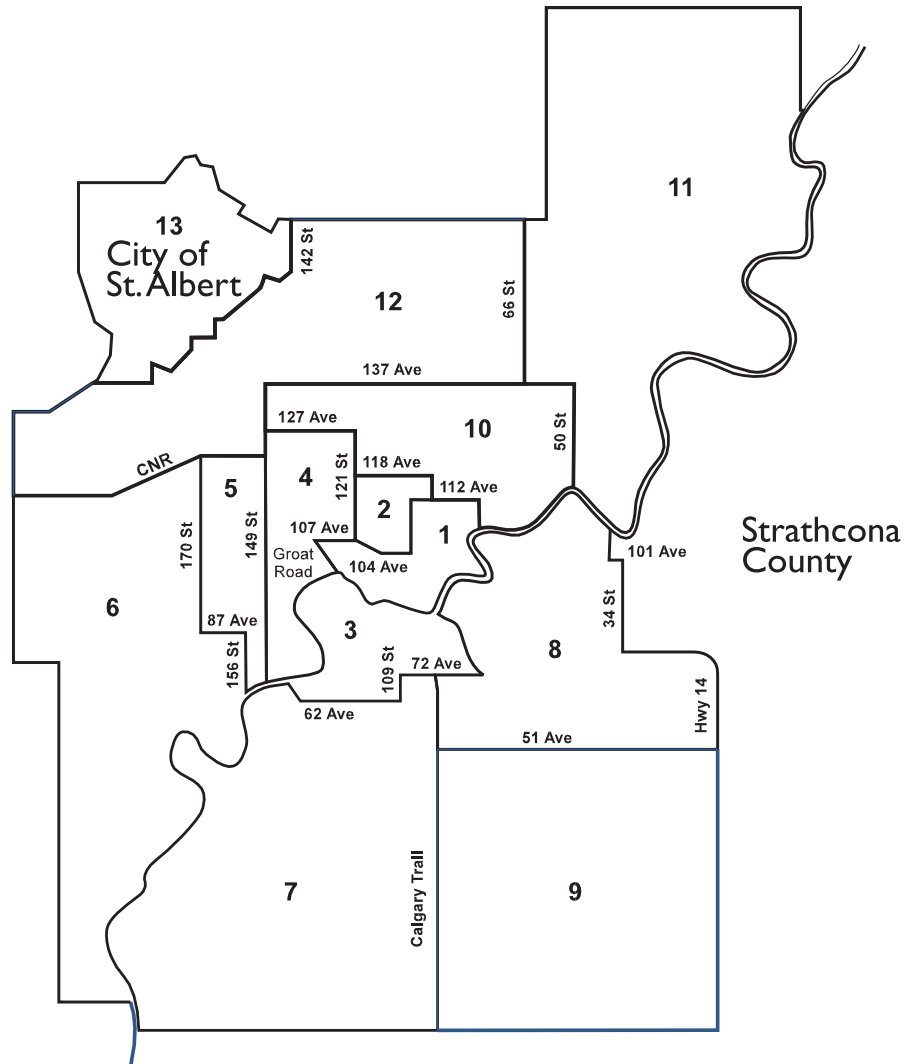 11
13
City of
St. Albert
142 St
12
66 St
137 Ave
127 Ave
10
50 St
CNR
118 Ave
4
121 St
5
112 Ave
2
1
170 St
149 St
107 Ave
Groat
Road
104 Ave
101 Ave
Strathcona
County
6
87 Ave
34 St
3
8
156 St
109 St
72 Ave
62 Ave
Hwy 14
51 Ave
7
Calgary Trail
9